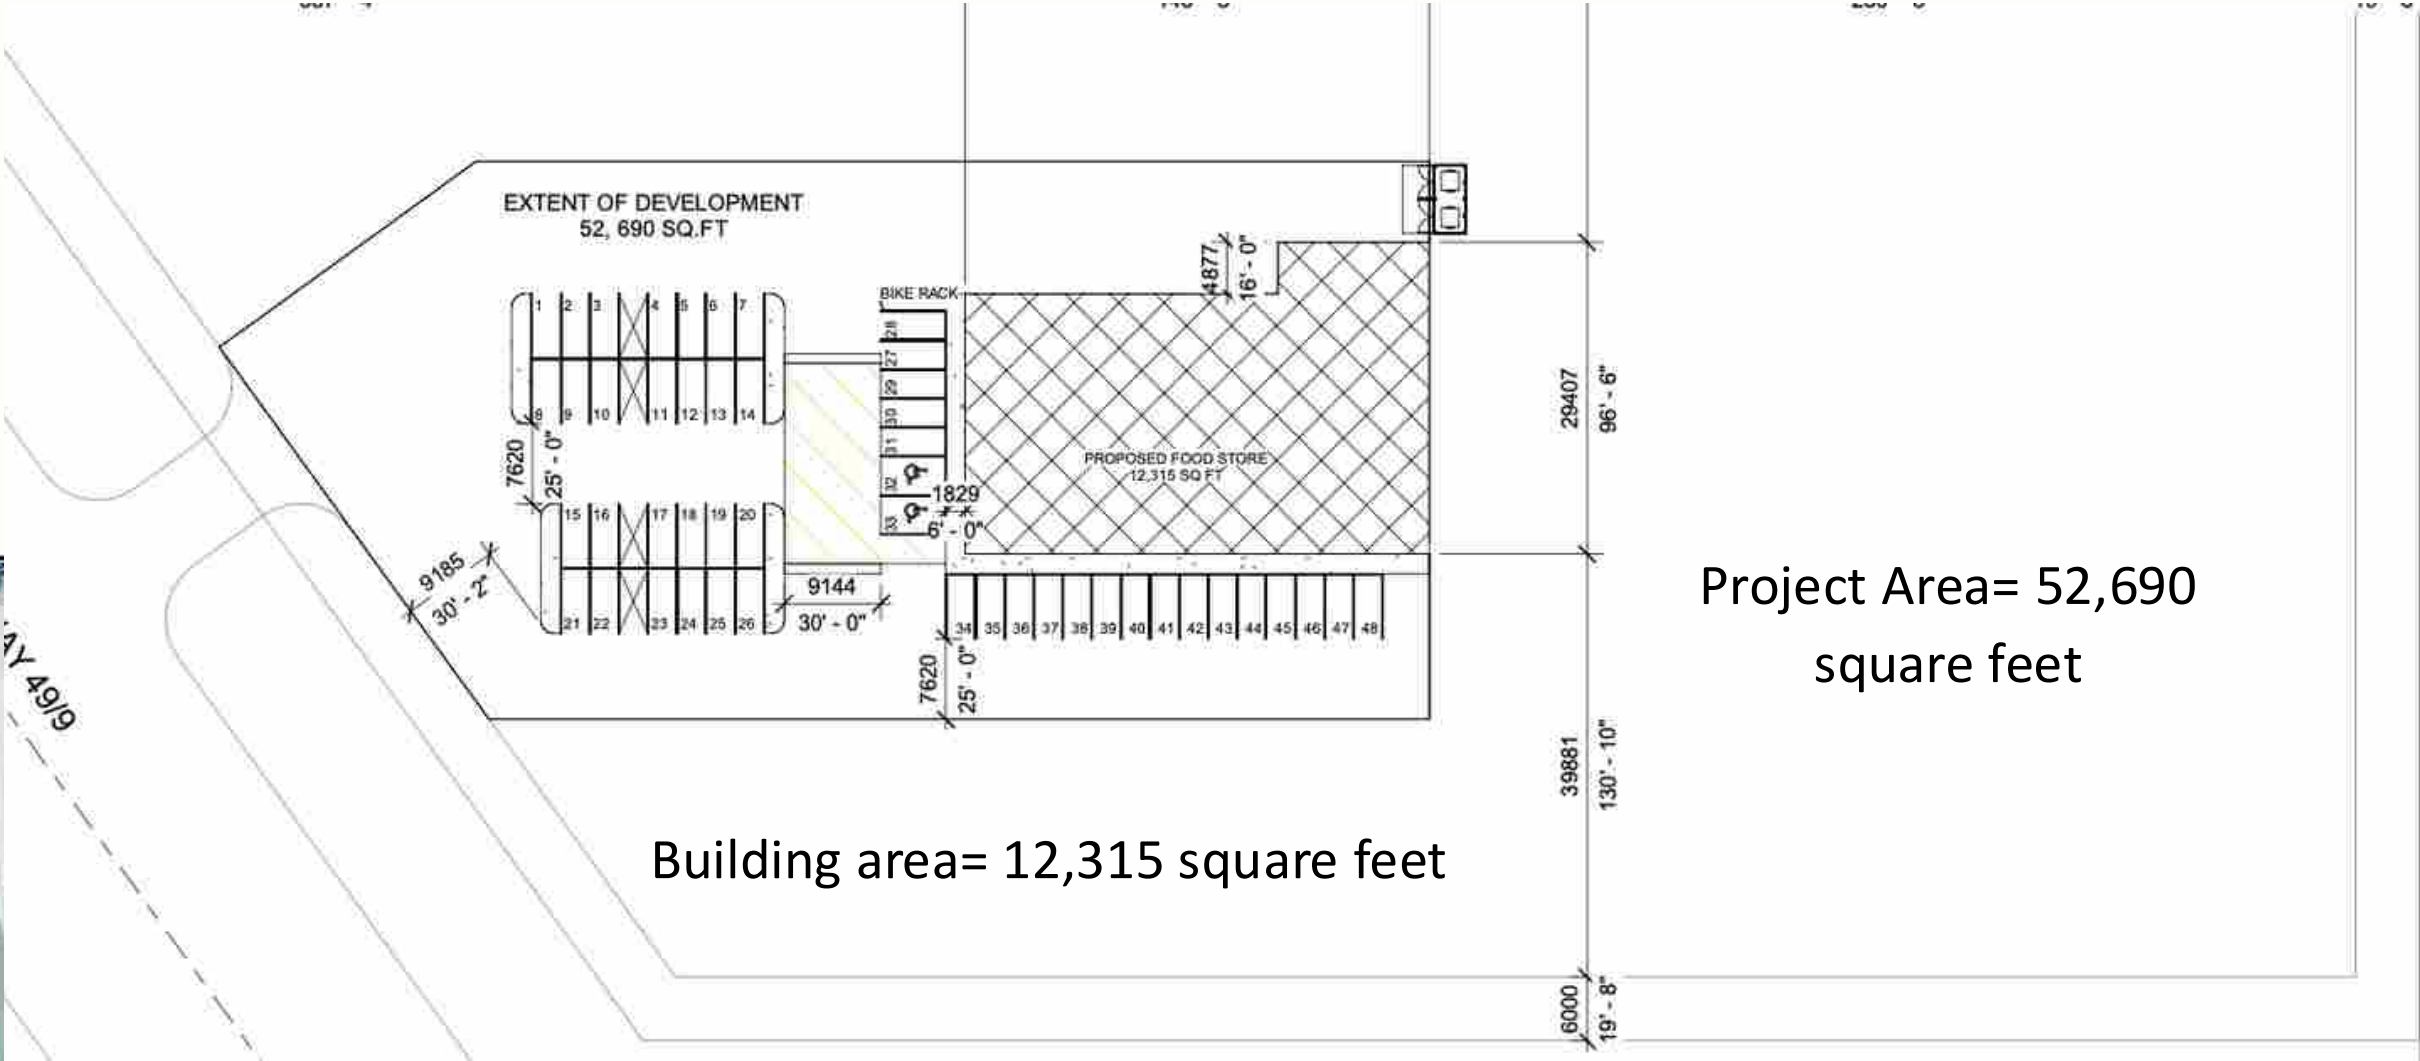 EXTENT OF DEVELOPMENT
52, 690 SQ.FT
4877
16' - 0"
BIKE RACK
1 2 3 4 5 6 7
8 9 10 11 12 13 14
28
27
29
30
31
32
33
7620
25' - 0"
29407
96' - 6"
PROPOSED FOOD STORE
12,315 SQ FT
1829
6' - 0"
15 16 17 18 19 20
21 22 23 24 25 26
9185
30' - 2"
9144
30' - 0"
34 35 36 37 38 39 40 41 42 43 44 45 46 47 48
7620
25' - 0"
Project Area= 52,690
square feet
AY 49/9
39881
130' - 10"
Building area= 12,315 square feet
6000
19' - 8"